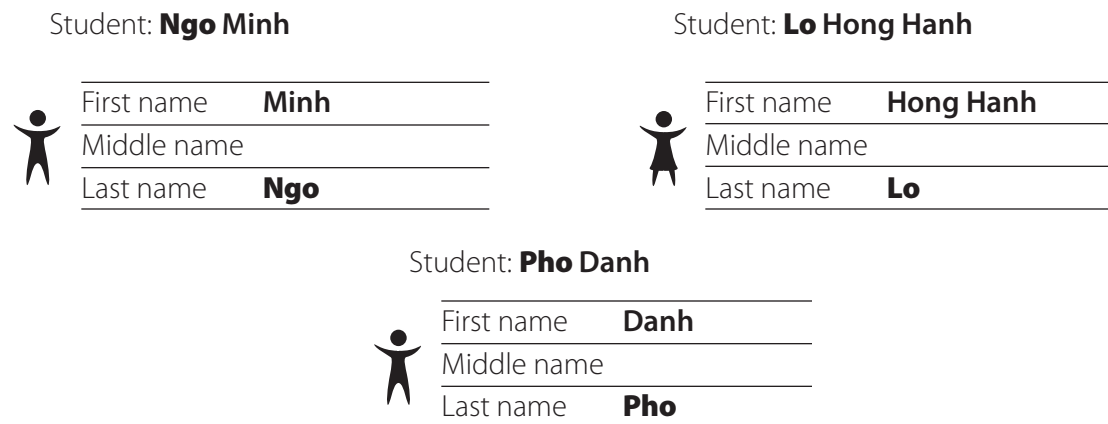 Student: Ngo Minh
First name Minh
Middle name
Last name Ngo
Student: Lo Hong Hanh
First name Hong Hanh
Middle name
Last name Lo
Student: Pho Danh
First name Danh
Middle name
Last name Pho